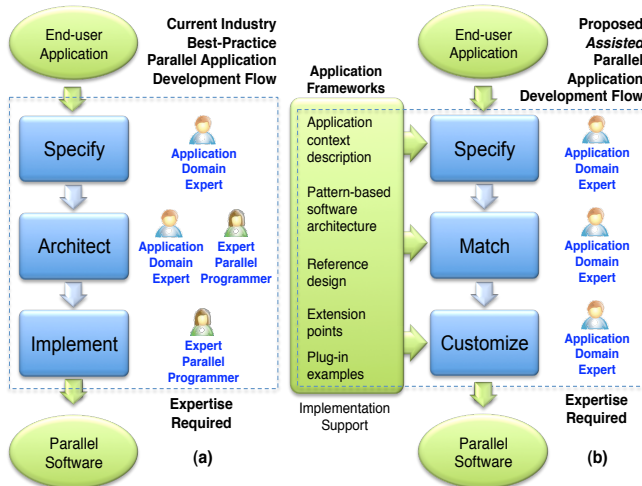 End-user
Application
Current Industry
Best-Practice
Parallel Application
Development Flow
Specify
Application
Domain
Expert
Architect
Application
Domain
Expert
Expert
Parallel
Programmer
Implement
Expert
Parallel
Programmer
Expertise
Required
Parallel
Software
(a)
Application
Frameworks
Application
context
description
Pattern-based
software
architecture
Reference
design
Extension
points
Plug-in
examples
Implementation
Support
End-user
Application
Proposed
Assisted
Parallel
Application
Development Flow
Specify
Application
Domain
Expert
Match
Application
Domain
Expert
Customize
Application
Domain
Expert
Expertise
Required
Parallel
Software
(b)